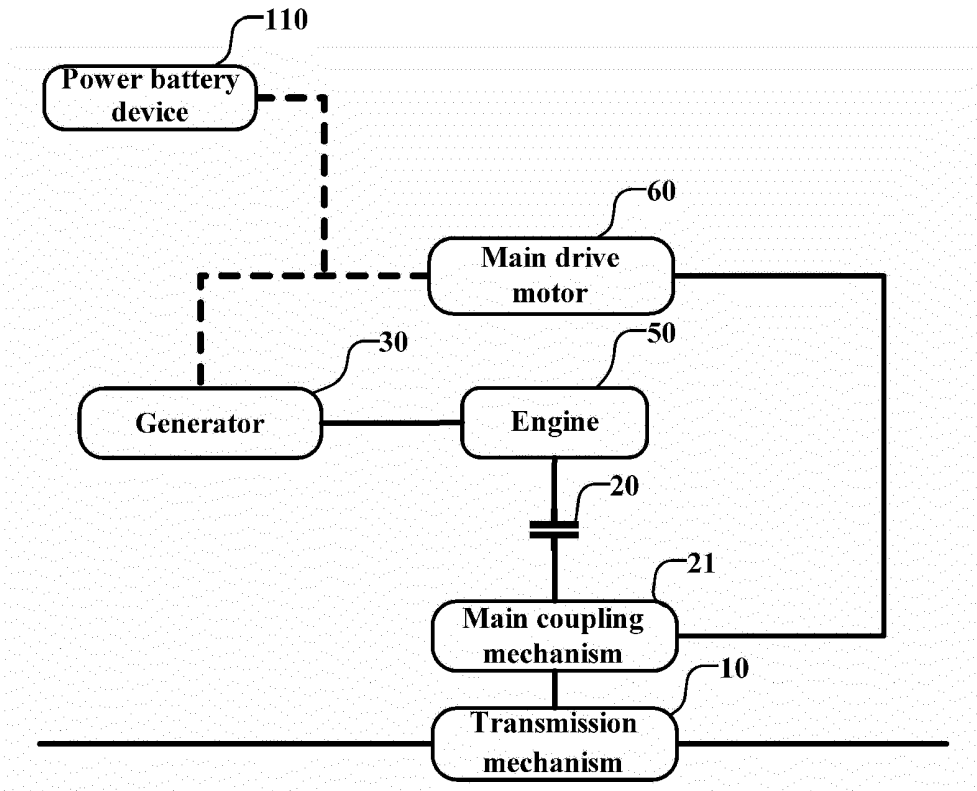 110
Power battery
device
60
Main drive
motor
30
50
Generator
Engine
20
21
Main coupling
mechanism
10
Transmission
mechanism